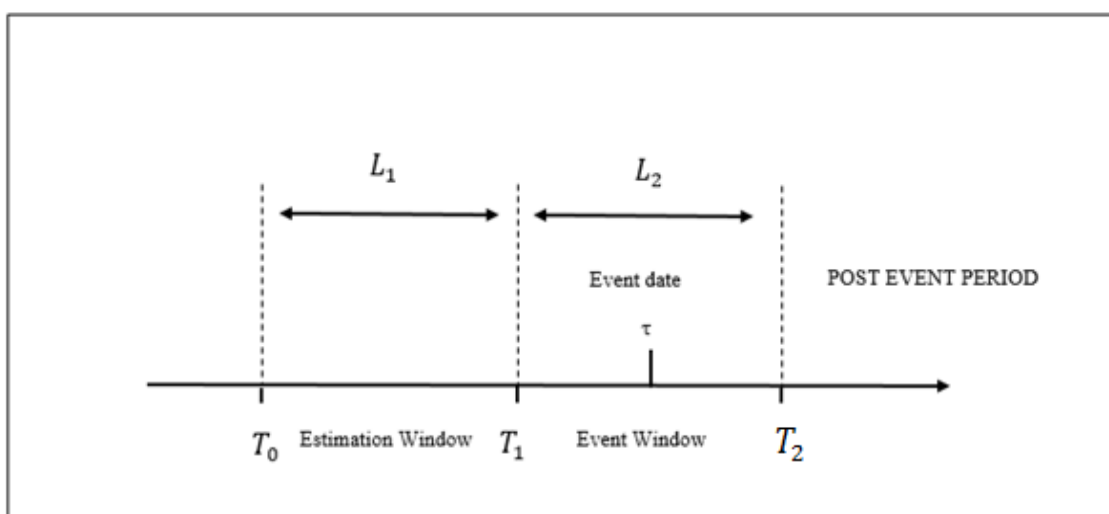 L₁ L₂
Event date POST EVENT PERIOD
τ
T₀ Estimation Window T₁ Event Window T₂